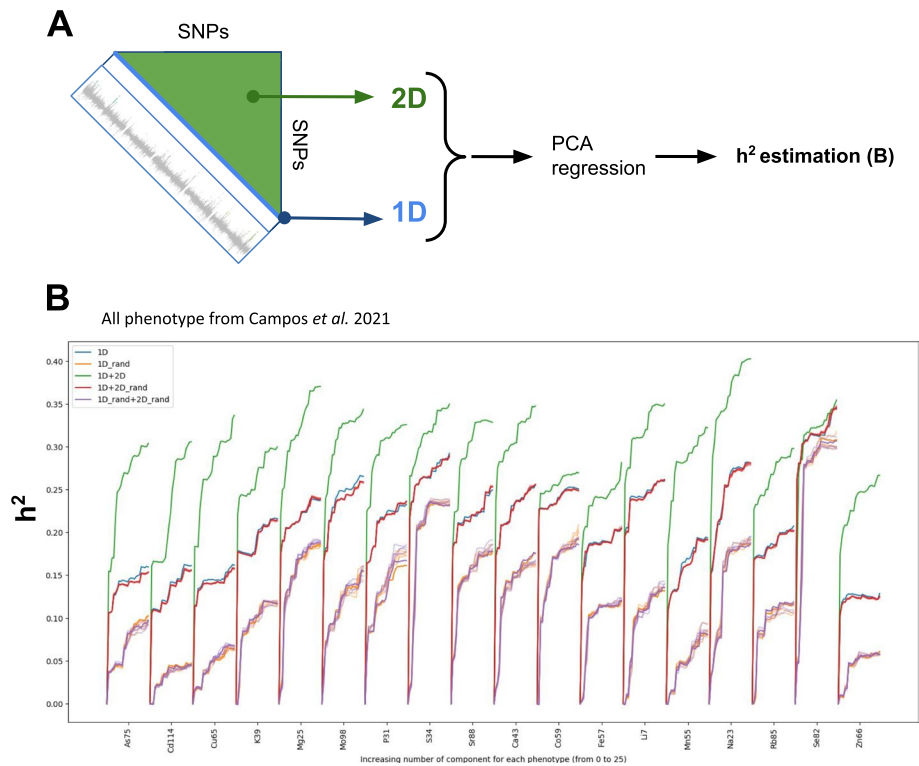 A
SNPs
SNPs
2D
1D
PCA
regression
h² estimation (B)
B
All phenotype from Campos et al. 2021
1D
1D_rand
1D+2D
1D+2D_rand
1D_rand+2D_rand
h²
0.40
0.35
0.30
0.25
0.20
0.15
0.10
0.05
0.00
As75
Cd114
Cu65
K39
Mg25
Mo98
P31
S34
Sr88
Ca43
Co59
Fe57
Li7
Mn55
Na23
Rb85
Se82
Zn66
Increasing number of component for each phenotype (from 0 to 25)